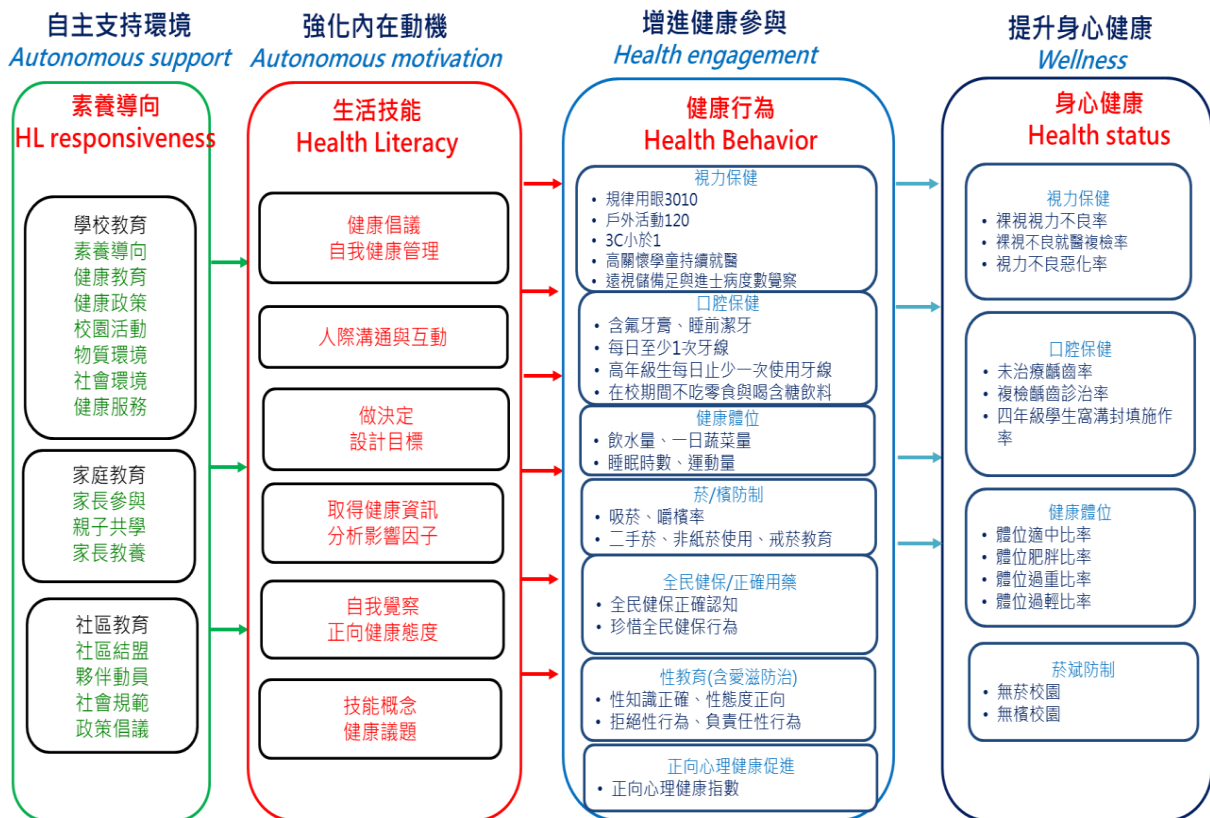 自主支持環境
Autonomous support
素養導向
HL responsiveness
學校教育
素養導向
健康教育
健康政策
校園活動
物質環境
社會環境
健康服務
家庭教育
家長參與
親子共學
家長教養
社區教育
社區結盟
夥伴動員
社會規範
政策倡議
強化內在動機
Autonomous motivation
生活技能
Health Literacy
健康倡議
自我健康管理
人際溝通與互動
做決定
設計目標
取得健康資訊
分析影響因子
自我覺察
正向健康態度
技能概念
健康議題
增進健康參與
Health engagement
健康行為
Health Behavior
視力保健
• 規律用眼3010
• 戶外活動120
• 3C小於1
• 高關懷學童持續就醫
• 遠視儲備足與進士病度數覺察
口腔保健
• 含氟牙膏、睡前潔牙
• 每日至少1次牙線
• 高年級生每日止少一次使用牙線
• 在校期間不吃零食與喝含糖飲料
健康體位
• 飲水量、一日蔬菜量
• 睡眠時數、運動量
菸/檳防制
• 吸菸、嚼檳率
• 二手菸、非紙菸使用、戒菸教育
全民健保/正確用藥
• 全民健保正確認知
• 珍惜全民健保行為
性教育(含愛滋防治)
• 性知識正確、性態度正向
• 拒絕性行為、負責任性行為
正向心理健康促進
• 正向心理健康指數
提升身心健康
Wellness
身心健康
Health status
視力保健
• 裸視視力不良率
• 裸視不良就醫複檢率
• 視力不良惡化率
口腔保健
• 未治療齲齒率
• 複檢齲齒診治率
• 四年級學生窩溝封填施作
率
健康體位
• 體位適中比率
• 體位肥胖比率
• 體位過重比率
• 體位過輕比率
菸斌防制
• 無菸校園
• 無檳校園